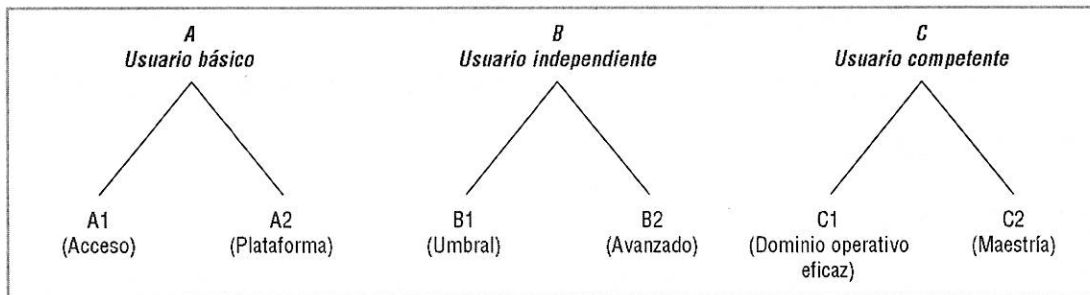 A
Usuario básico
B
Usuario independiente
C
Usuario competente
A1
(Acceso)
A2
(Plataforma)
B1
(Umbral)
B2
(Avanzado)
C1
(Dominio operativo
eficaz)
C2
(Maestría)